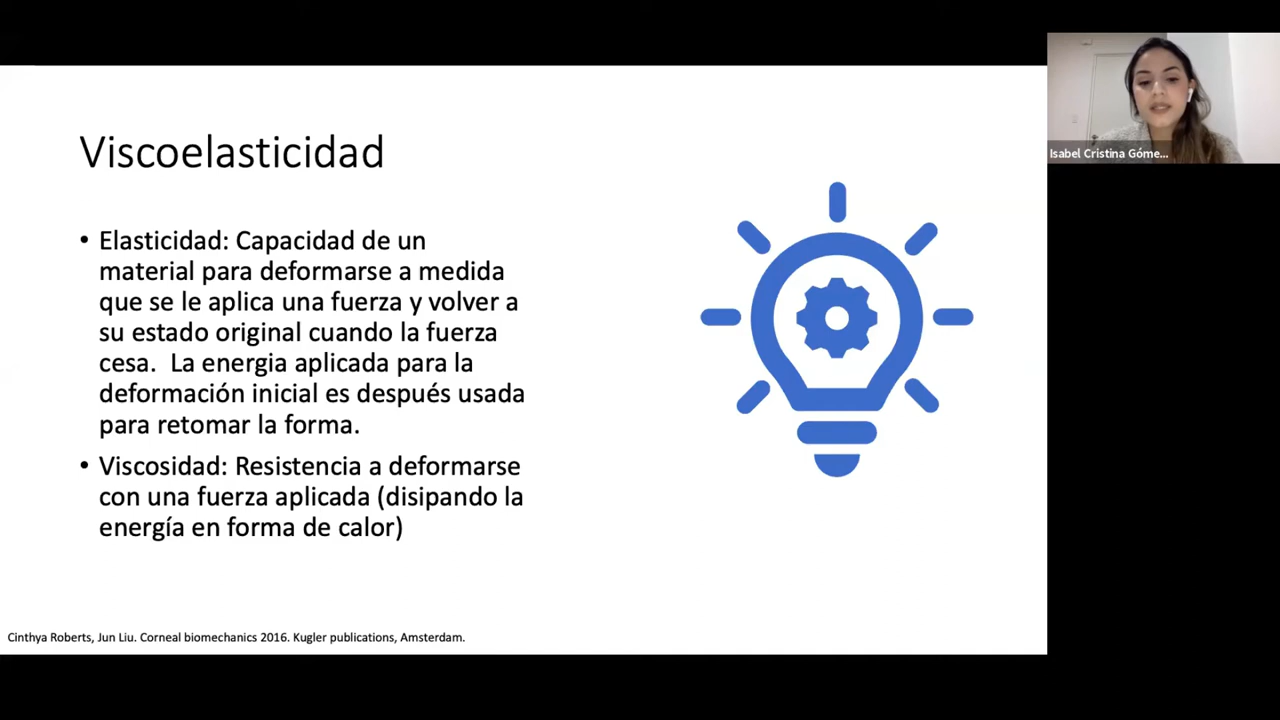 Viscoelasticidad
• Elasticidad: Capacidad de un
material para deformarse a medida
que se le aplica una fuerza y volver a
su estado original cuando la fuerza
cesa.  La energia aplicada para la
deformación inicial es después usada
para retomar la forma.
• Viscosidad: Resistencia a deformarse
con una fuerza aplicada (disipando la
energía en forma de calor)
Cinthya Roberts, Jun Liu. Corneal biomechanics 2016. Kugler publications, Amsterdam.
Isabel Cristina Góme...